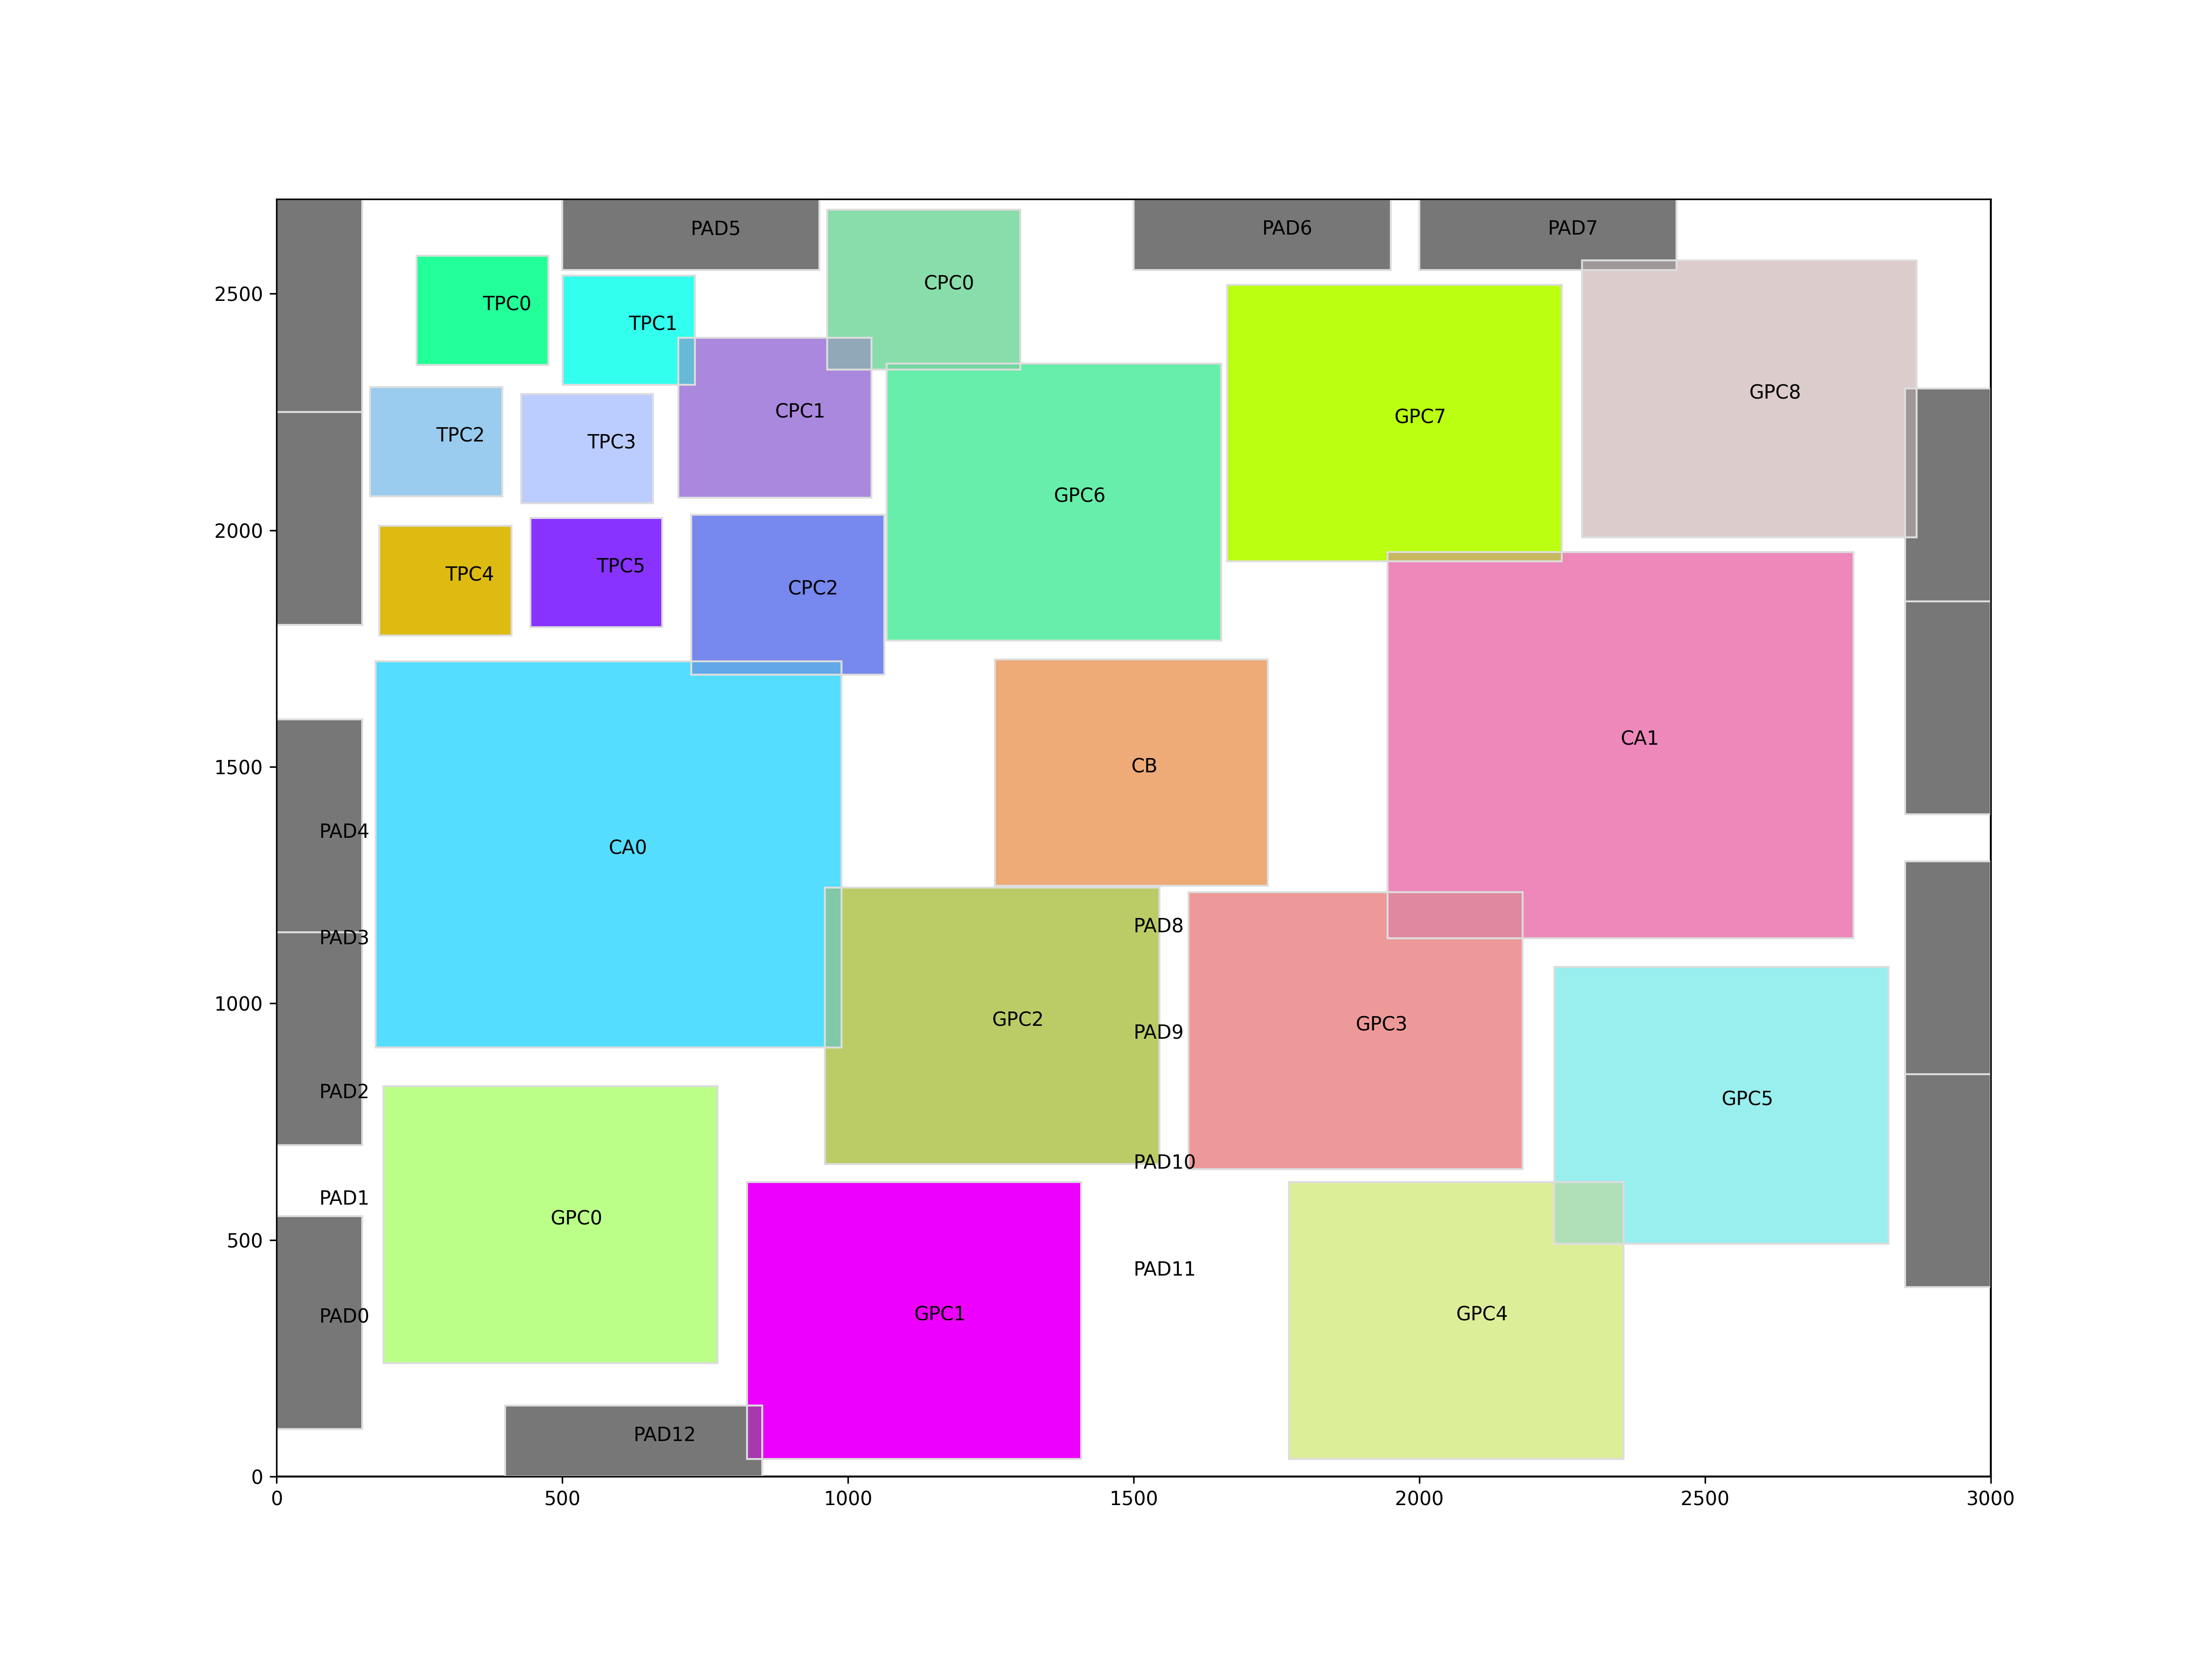 PAD5
PAD6
PAD7
CPC0
2500
TPC0
TPC1
GPC8
CPC1
GPC7
TPC2
TPC3
GPC6
2000
TPC4
TPC5
CPC2
CA1
1500
CB
PAD4
CA0
PAD3
PAD8
1000
GPC2
PAD9
GPC3
PAD2
GPC5
PAD10
PAD1
GPC0
500
PAD11
PAD0
GPC1
GPC4
PAD12
0
0 500 1000 1500 2000 2500 3000